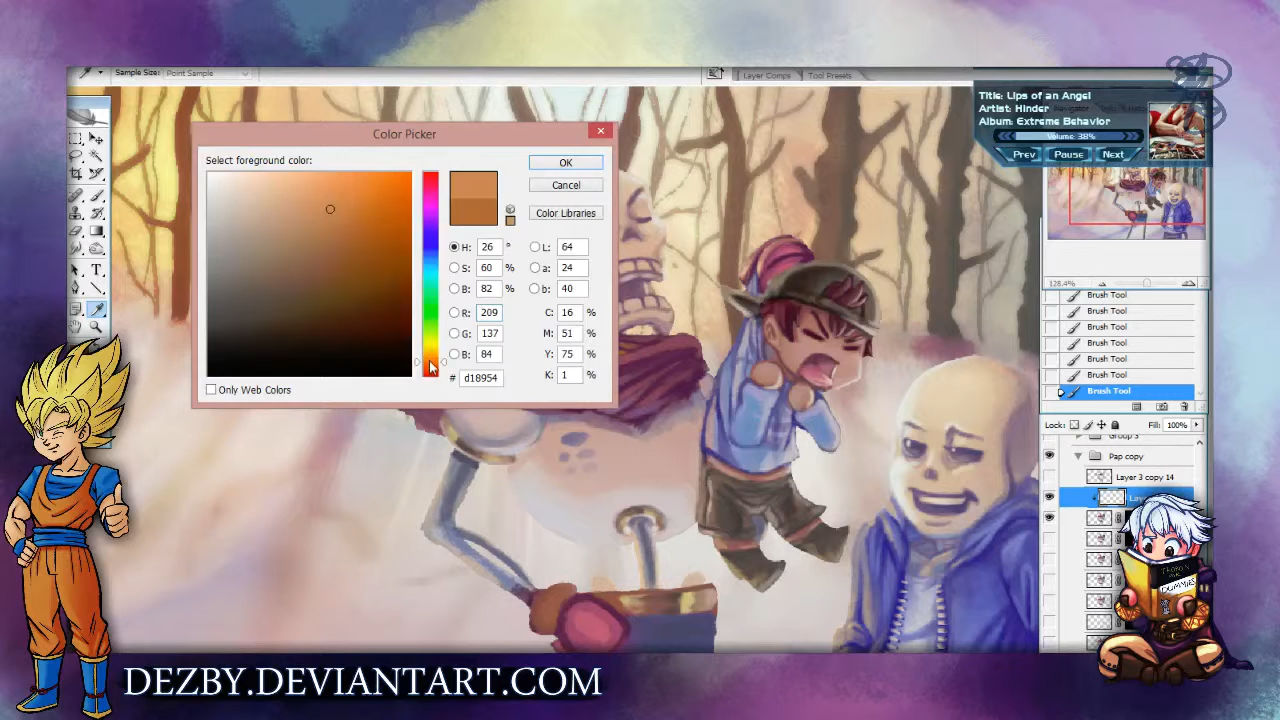 Sample Size: Point Sample
Layer Comps
Tool Presets
Title: Lips of an Angel
Artist: Hinder
Album: Extreme Behavior
Volume: 38%
Prev Pause Next
Color Picker
Select foreground color:
OK
Cancel
Color Libraries
H: 26 °
L: 64
S: 60 %
a: 24
B: 82 %
b: 40
R: 209
C: 16 %
G: 137
M: 51 %
B: 84
Y: 75 %
# d18954
K: 1 %
Only Web Colors
128.4%
Brush Tool
Brush Tool
Brush Tool
Brush Tool
Brush Tool
Brush Tool
Brush Tool
Lock: Fill: 100%
Group 3
Pap copy
Layer 3 copy 14
DUMMIES
DEZBY.DEVIANTART.COM